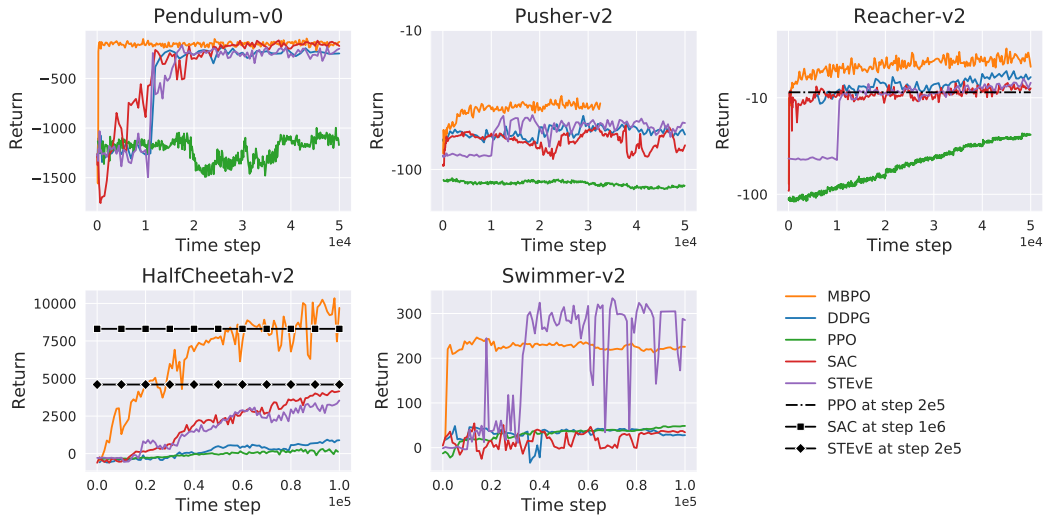 Pendulum-v0
Return
−500
−1000
−1500
0 1 2 3 4 5
1e4
Time step
Pusher-v2
Return
-10
-100
0 1 2 3 4 5
1e4
Time step
Reacher-v2
Return
-10
-100
0 1 2 3 4 5
1e4
Time step
HalfCheetah-v2
Return
10000
7500
5000
2500
0
0.0 0.2 0.4 0.6 0.8 1.0
1e5
Time step
Swimmer-v2
Return
300
200
100
0
0.0 0.2 0.4 0.6 0.8 1.0
1e5
Time step
MBPO
DDPG
PPO
SAC
STEvE
PPO at step 2e5
SAC at step 1e6
STEvE at step 2e5